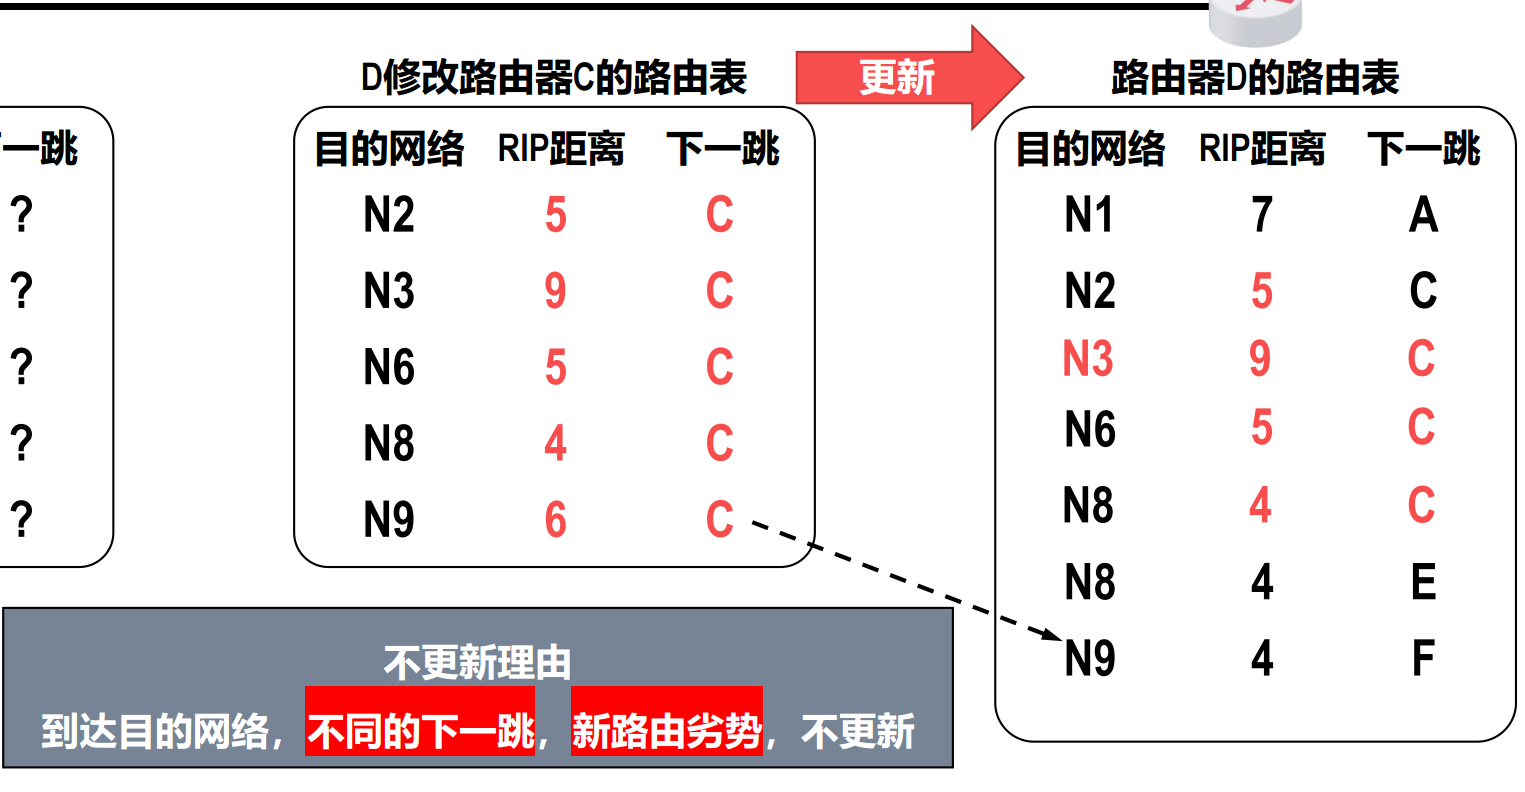 D修改路由器C的路由表
更新
路由器D的路由表
一跳
?
?
?
?
?
目的网络 RIP距离 下一跳
N2 5 C
N3 9 C
N6 5 C
N8 4 C
N9 6 C
目的网络 RIP距离 下一跳
N1 7 A
N2 5 C
N3 9 C
N6 5 C
N8 4 C
N8 4 E
N9 4 F
不更新理由
到达目的网络，不同的下一跳，新路由劣势，不更新